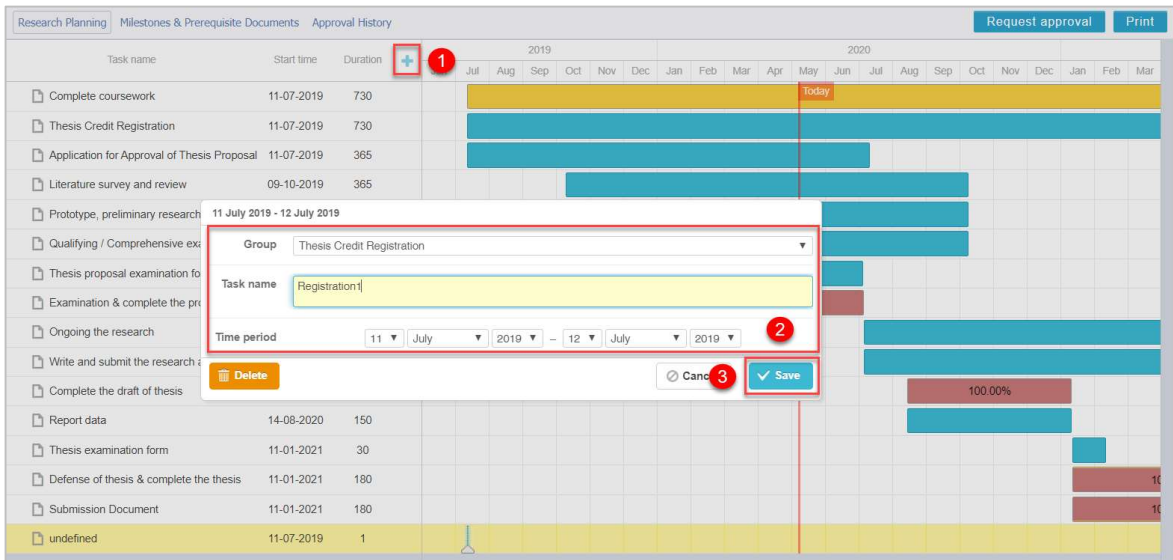 Research Planning Milestones & Prerequisite Documents Approval History Request approval Print
Task name Start time Duration 1 2019 2020
Jul Aug Sep Oct Nov Dec Jan Feb Mar Apr May Jun Jul Aug Sep Oct Nov Dec Jan Feb Mar
Complete coursework 11-07-2019 730 Today
Thesis Credit Registration 11-07-2019 730
Application for Approval of Thesis Proposal 11-07-2019 365
Literature survey and review 09-10-2019 365
Prototype, preliminary research
Qualifying / Comprehensive
Thesis proposal examination
Examination & complete the
Ongoing the research
Write and submit the research
Complete the draft of thesis 100.00%
Report data 14-08-2020 150
Thesis examination form 11-01-2021 30
Defense of thesis & complete the thesis 11-01-2021 180 10
Submission Document 11-01-2021 180 10
undefined 11-07-2019 1
11 July 2019 - 12 July 2019
Group Thesis Credit Registration
Task name Registration1
Time period 11 July 2019 – 12 July 2019 2
Delete Canc 3 Save